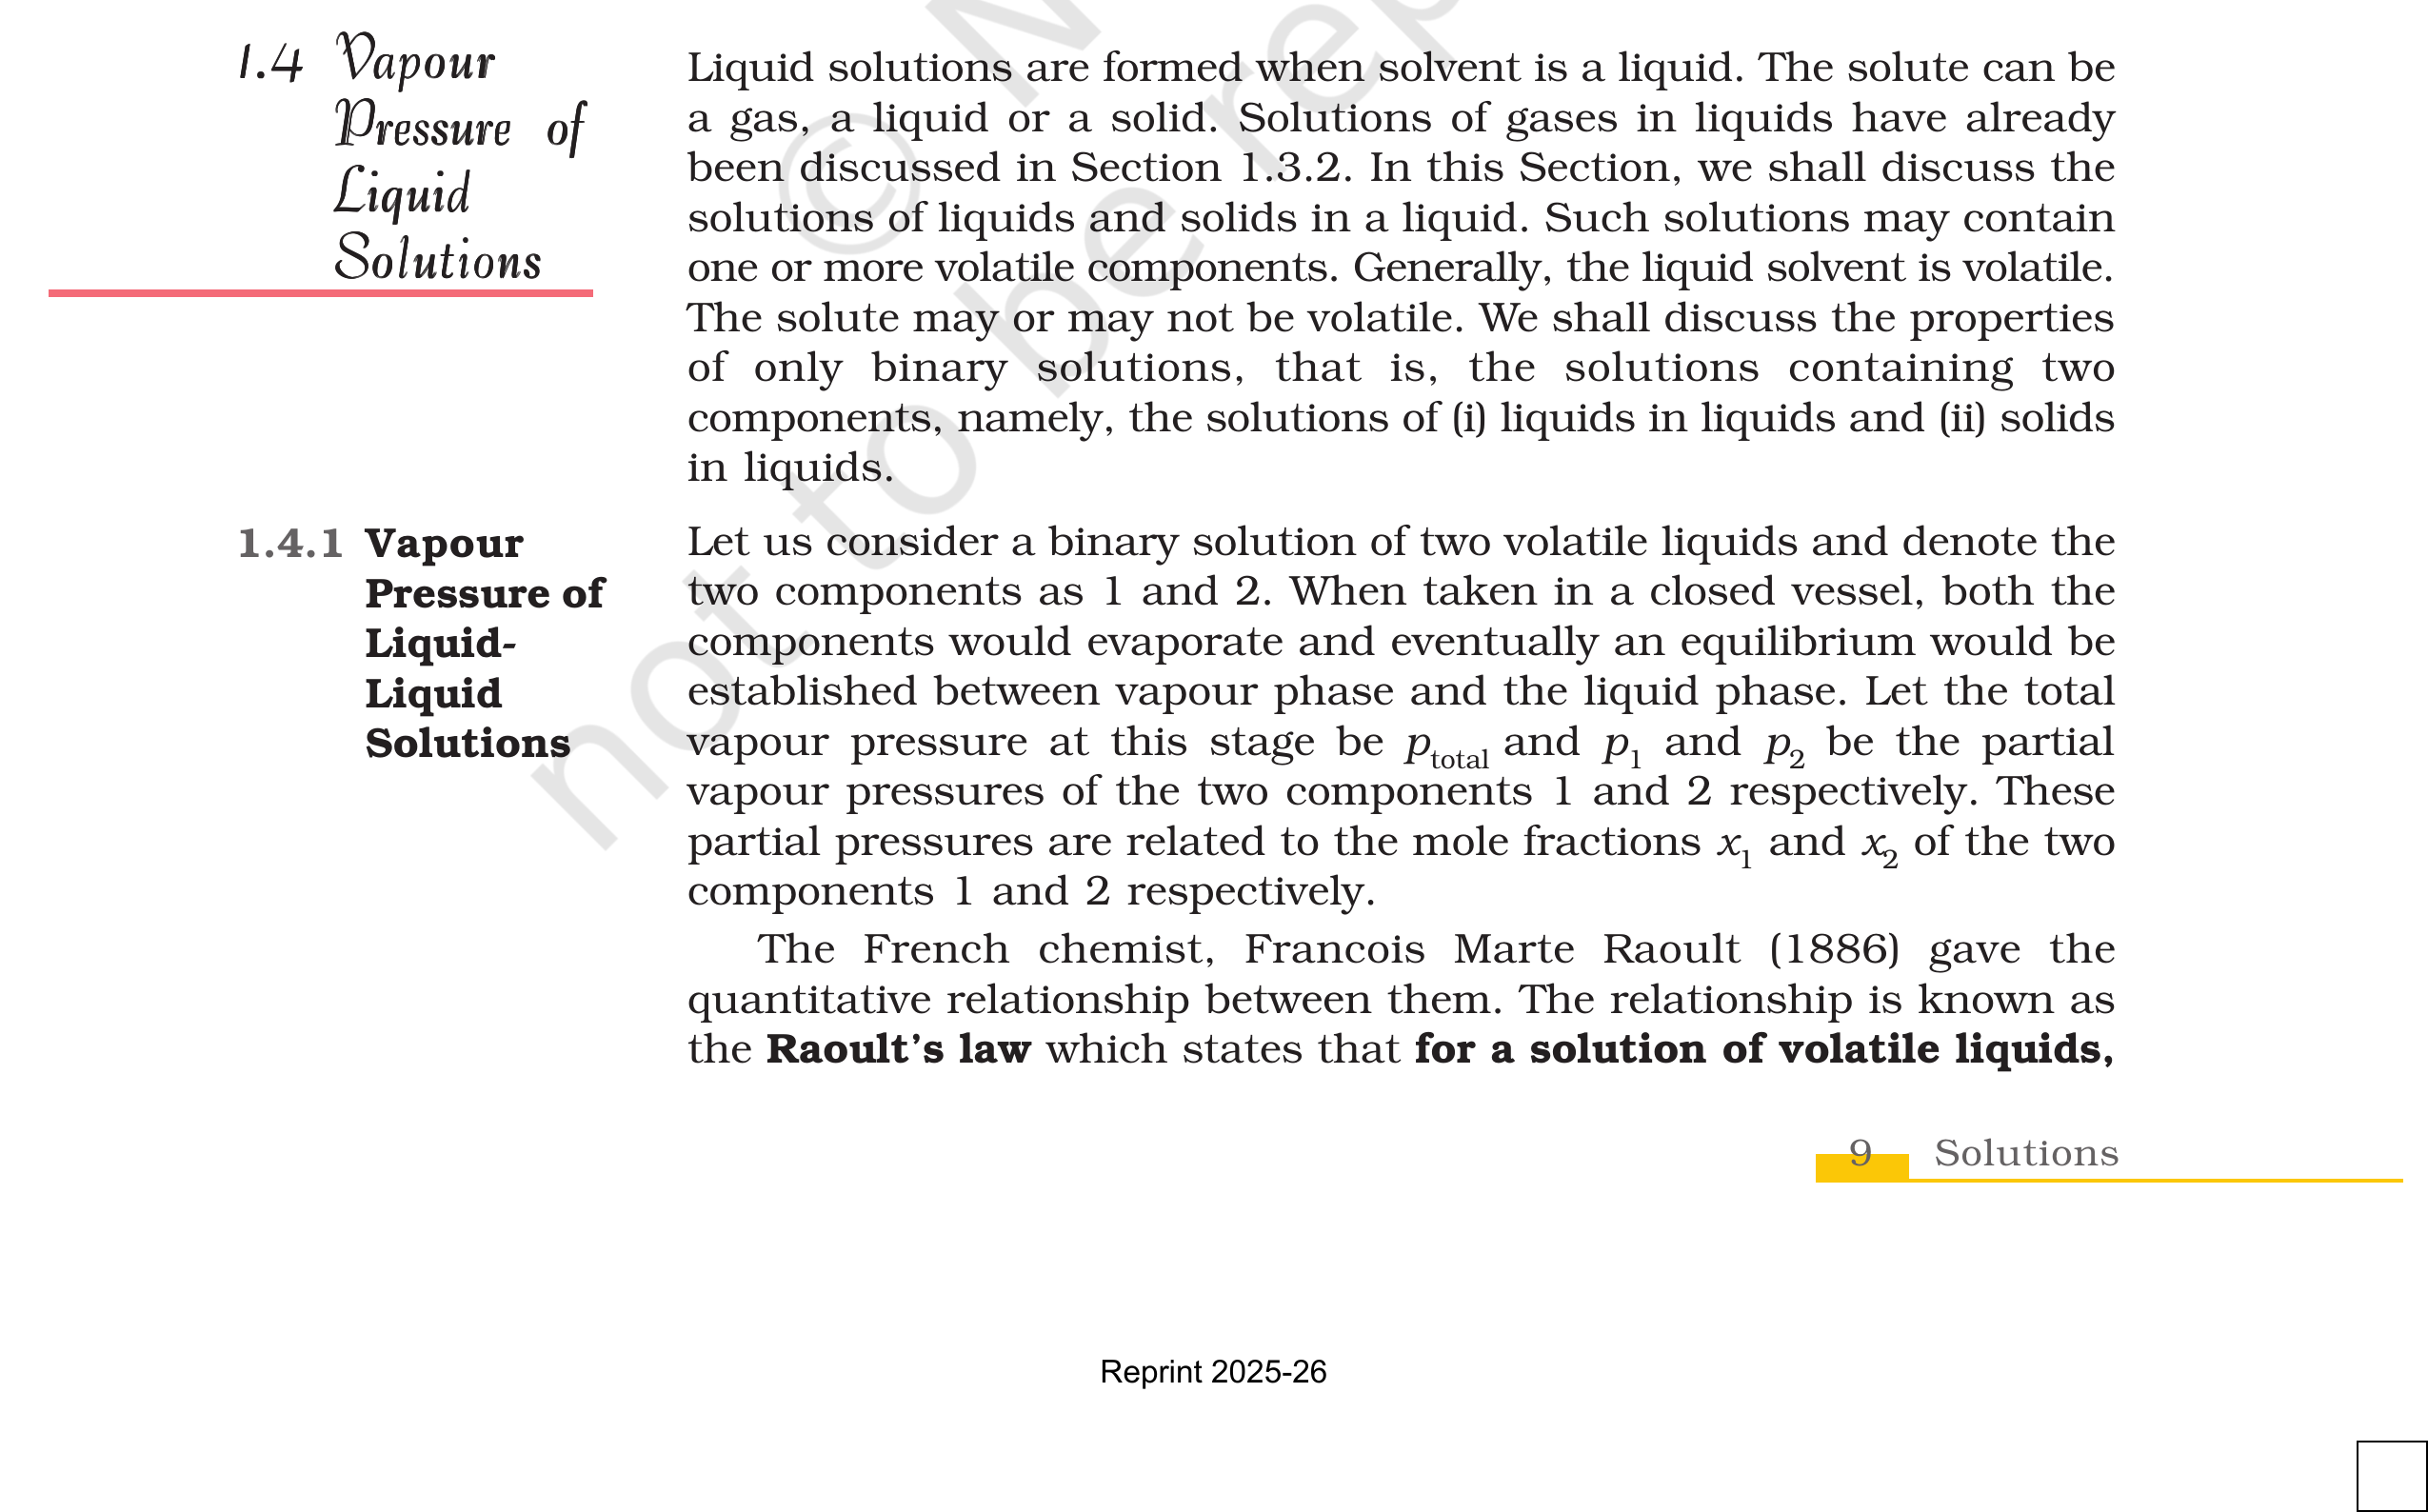 1.4 Vapour
Pressure of
Liquid
Solutions
Liquid solutions are formed when solvent is a liquid. The solute can be
a gas, a liquid or a solid. Solutions of gases in liquids have already
been discussed in Section 1.3.2. In this Section, we shall discuss the
solutions of liquids and solids in a liquid. Such solutions may contain
one or more volatile components. Generally, the liquid solvent is volatile.
The solute may or may not be volatile. We shall discuss the properties
of only binary solutions, that is, the solutions containing two
components, namely, the solutions of (i) liquids in liquids and (ii) solids
in liquids.
1.4.1 Vapour
Pressure of
Liquid-
Liquid
Solutions
Let us consider a binary solution of two volatile liquids and denote the
two components as 1 and 2. When taken in a closed vessel, both the
components would evaporate and eventually an equilibrium would be
established between vapour phase and the liquid phase. Let the total
vapour pressure at this stage be p_total and p_1 and p_2 be the partial
vapour pressures of the two components 1 and 2 respectively. These
partial pressures are related to the mole fractions x_1 and x_2 of the two
components 1 and 2 respectively.
The French chemist, Francois Marte Raoult (1886) gave the
quantitative relationship between them. The relationship is known as
the Raoult's law which states that for a solution of volatile liquids,
9 Solutions
Reprint 2025-26
© N
not to be rep